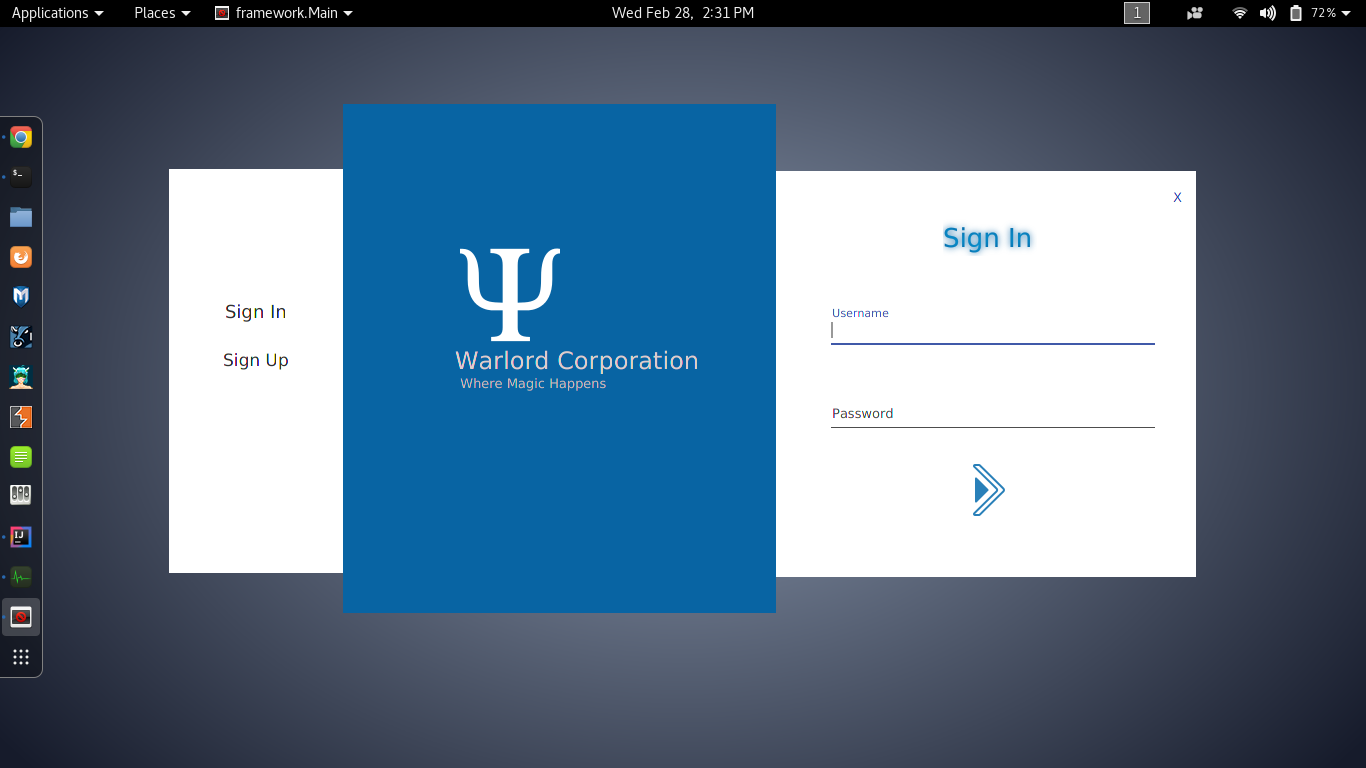 Applications Places framework.Main Wed Feb 28, 2:31 PM 1 72%
Sign In
Sign Up
Ψ
Warlord Corporation
Where Magic Happens
X
Sign In
Username
Password
$_
M
IJ